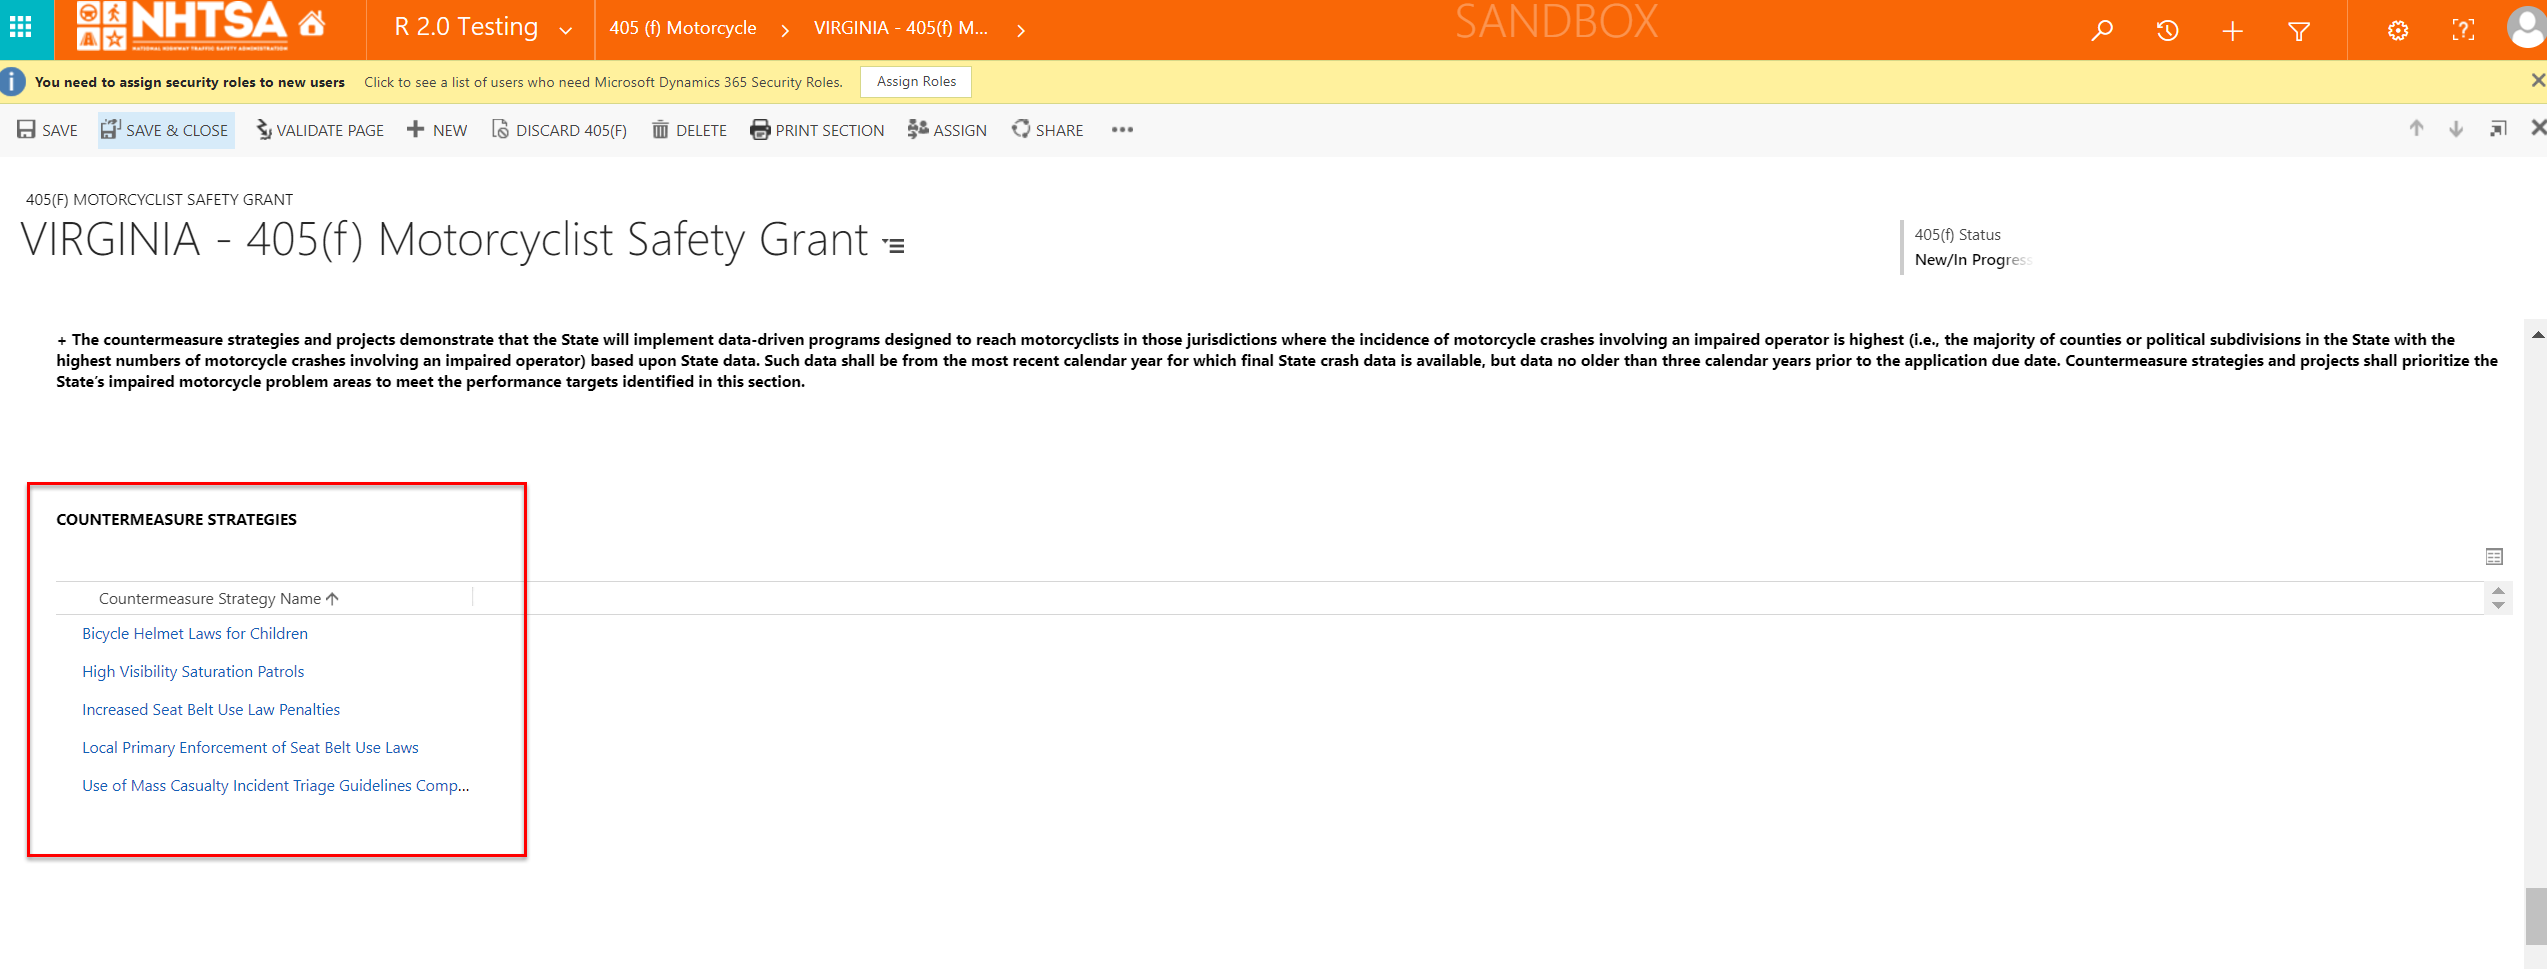 NHTSA
NATIONAL HIGHWAY TRAFFIC SAFETY ADMINISTRATION
R 2.0 Testing
405 (f) Motorcycle
VIRGINIA - 405(f) M...
SANDBOX
You need to assign security roles to new users
Click to see a list of users who need Microsoft Dynamics 365 Security Roles.
Assign Roles
SAVE
SAVE & CLOSE
VALIDATE PAGE
NEW
DISCARD 405(F)
DELETE
PRINT SECTION
ASSIGN
SHARE
405(F) MOTORCYCLIST SAFETY GRANT
VIRGINIA - 405(f) Motorcyclist Safety Grant
405(f) Status
New/In Progress
+ The countermeasure strategies and projects demonstrate that the State will implement data-driven programs designed to reach motorcyclists in those jurisdictions where the incidence of motorcycle crashes involving an impaired operator is highest (i.e., the majority of counties or political subdivisions in the State with the
highest numbers of motorcycle crashes involving an impaired operator) based upon State data. Such data shall be from the most recent calendar year for which final State crash data is available, but data no older than three calendar years prior to the application due date. Countermeasure strategies and projects shall prioritize the
State's impaired motorcycle problem areas to meet the performance targets identified in this section.
COUNTERMEASURE STRATEGIES
Countermeasure Strategy Name
Bicycle Helmet Laws for Children
High Visibility Saturation Patrols
Increased Seat Belt Use Law Penalties
Local Primary Enforcement of Seat Belt Use Laws
Use of Mass Casualty Incident Triage Guidelines Comp...